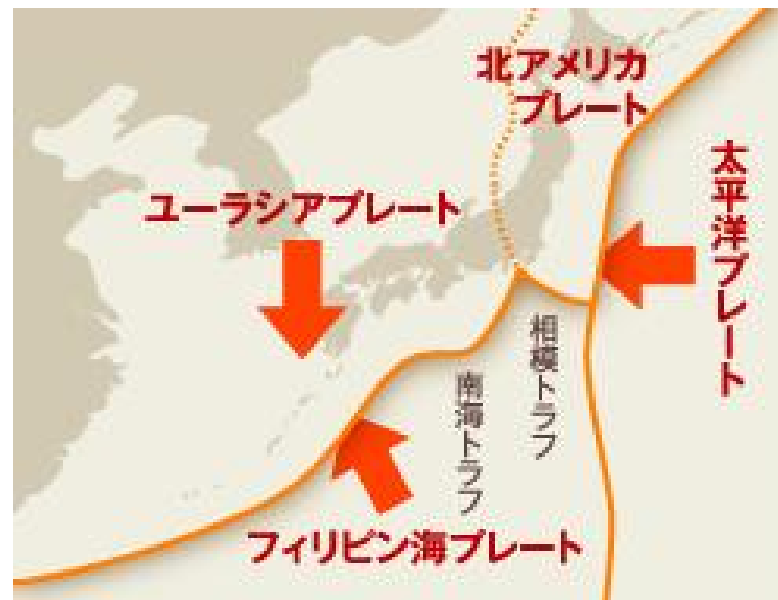 北アメリカ
プレート
太平洋プレート
ユーラシアプレート
相模トラフ
南海トラフ
フィリピン海プレート